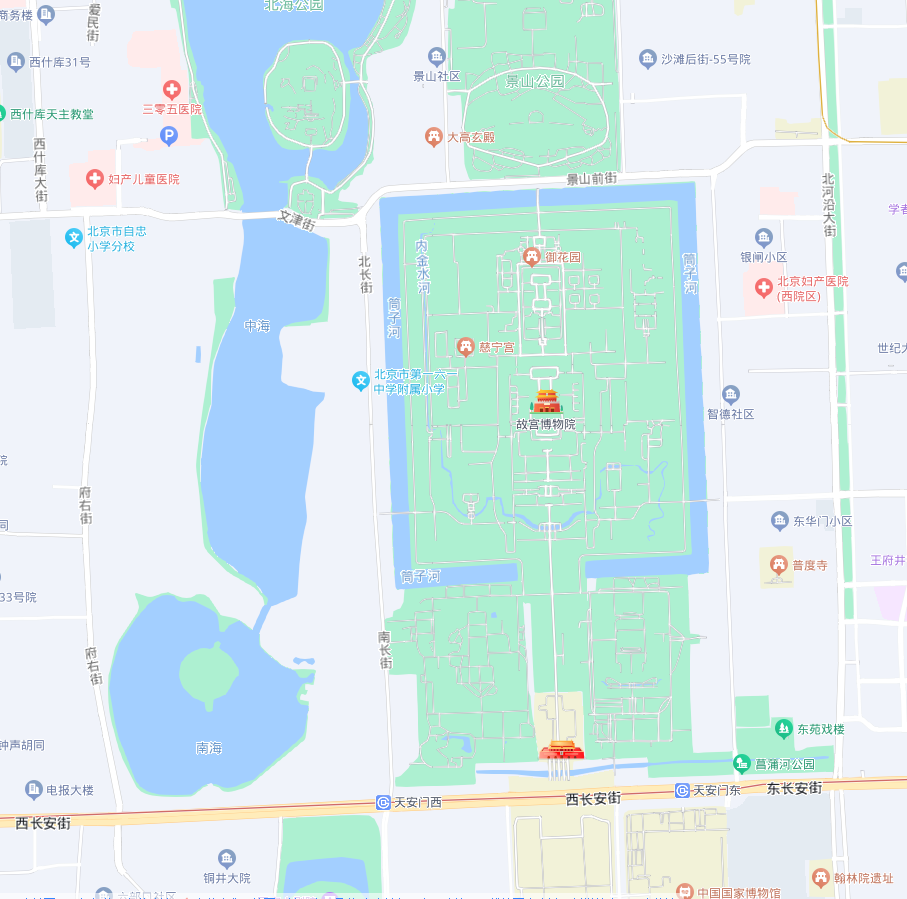 北海公园
爱民街
商务楼
西什库31号
景山社区
沙滩后街-55号院
景山公园
三零五医院
西什库天主教堂
P
大高玄殿
西什库大街
妇产儿童医院
景山前街
北河沿大街
文津街
北京市自忠
小学分校
内金水河
御花园
筒子河
银闸小区
北长街
北京妇产医院
(西院区)
筒子河
中海
慈宁宫
世纪大
北京市第一六一
中学附属小学
故宫博物院
智德社区
院
府右街
同
东华门小区
普度寺
王府井
筒子河
33号院
南长街
府右街
东苑戏楼
钟声胡同
南海
菖蒲河公园
电报大楼
天安门西
西长安街
天安门东
东长安街
西长安街
铜井大院
翰林院遗址
中国国家博物馆